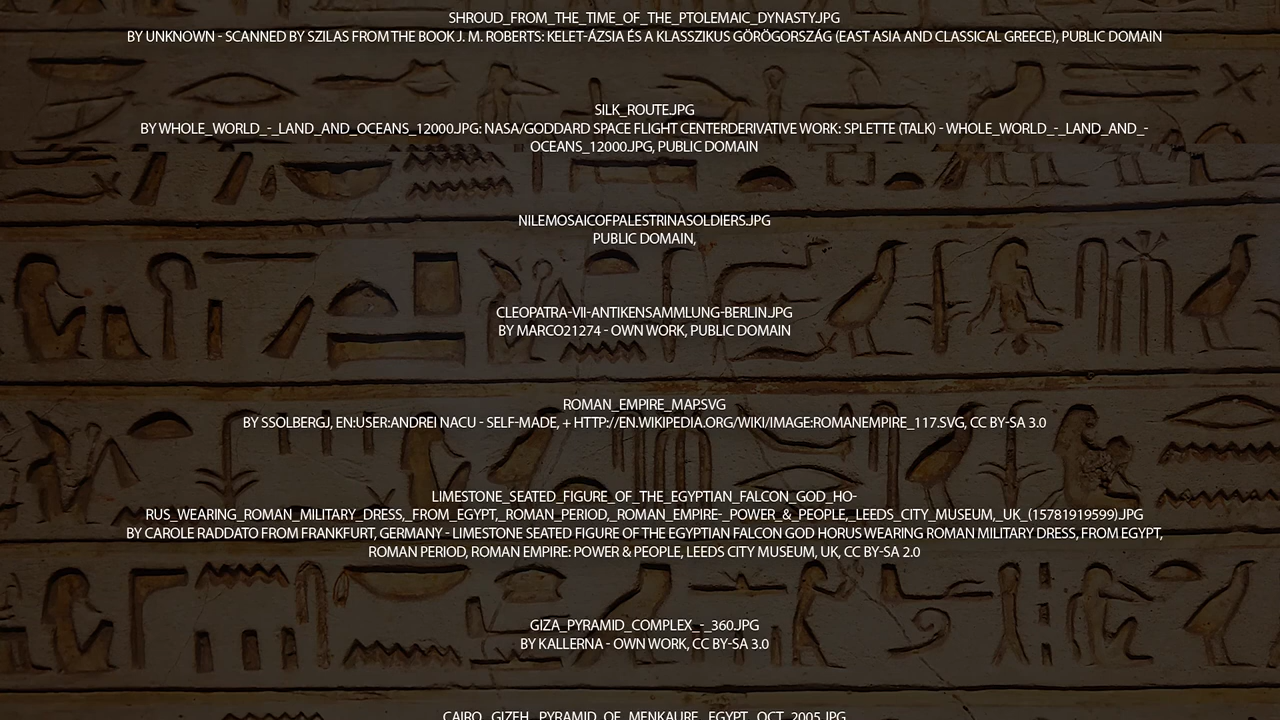 SHROUD_FROM_THE_TIME_OF_THE_PTOLEMAIC_DYNASTY.JPG
BY UNKNOWN - SCANNED BY SZILAS FROM THE BOOK J. M. ROBERTS: KELET-ÁZSIA ÉS A KLASSZIKUS GÖRÖGORSZÁG (EAST ASIA AND CLASSICAL GREECE), PUBLIC DOMAIN
SILK_ROUTE.JPG
BY WHOLE_WORLD_-_LAND_AND_OCEANS_12000.JPG: NASA/GODDARD SPACE FLIGHT CENTERDERIVATIVE WORK: SPLETTE (TALK) - WHOLE_WORLD_-_LAND_AND_-
OCEANS_12000.JPG, PUBLIC DOMAIN
NILEMOSAICOFPALESTRINASOLDIERS.JPG
PUBLIC DOMAIN,
CLEOPATRA-VII-ANTIKENSAMMLUNG-BERLIN.JPG
BY MARCO21274 - OWN WORK, PUBLIC DOMAIN
ROMAN_EMPIRE_MAP.SVG
BY SSOLBERGJ, EN:USER:ANDREI NACU - SELF-MADE, + HTTP://EN.WIKIPEDIA.ORG/WIKI/IMAGE:ROMANEMPIRE_117.SVG, CC BY-SA 3.0
LIMESTONE_SEATED_FIGURE_OF_THE_EGYPTIAN_FALCON_GOD_HO-
RUS_WEARING_ROMAN_MILITARY_DRESS,_FROM_EGYPT,_ROMAN_PERIOD,_ROMAN_EMPIRE-_POWER_&_PEOPLE,_LEEDS_CITY_MUSEUM,_UK_(15781919599).JPG
BY CAROLE RADDATO FROM FRANKFURT, GERMANY - LIMESTONE SEATED FIGURE OF THE EGYPTIAN FALCON GOD HORUS WEARING ROMAN MILITARY DRESS, FROM EGYPT,
ROMAN PERIOD, ROMAN EMPIRE: POWER & PEOPLE, LEEDS CITY MUSEUM, UK, CC BY-SA 2.0
GIZA_PYRAMID_COMPLEX_-_360.JPG
BY KALLERNA - OWN WORK, CC BY-SA 3.0
CAIRO,_GIZEH,_PYRAMID_OF_MENKAURE,_EGYPT,_OCT_2005.JPG